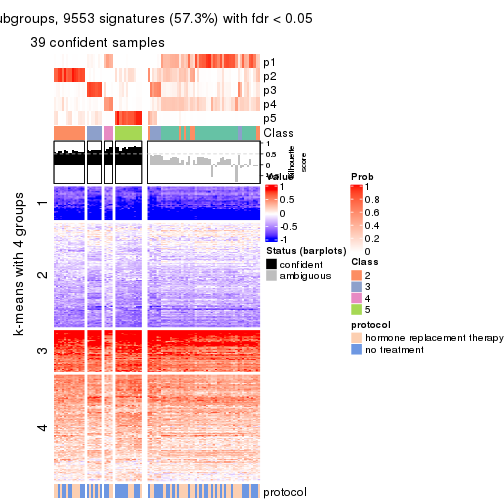 ubgroups, 9553 signatures (57.3%) with fdr < 0.05
39 confident samples
p1
p2
p3
p4
p5
Class
1
0.5
0
Silhouette
score
k-means with 4 groups
1
2
3
4
Value
1
0.5
0
-0.5
-1
Status (barplots)
confident
ambiguous
Prob
1
0.8
0.6
0.4
0.2
0
Class
2
3
4
5
protocol
hormone replacement therapy
no treatment
protocol